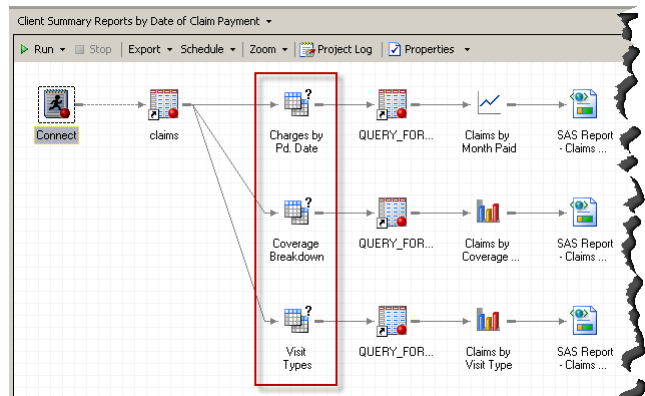 Client Summary Reports by Date of Claim Payment
Run Stop Export Schedule Zoom Project Log Properties
Connect claims Charges by Pd. Date QUERY_FOR... Claims by Month Paid SAS Report - Claims ...
Coverage Breakdown QUERY_FOR... Claims by Coverage ... SAS Report - Claims ...
Visit Types QUERY_FOR... Claims by Visit Type SAS Report - Claims ...